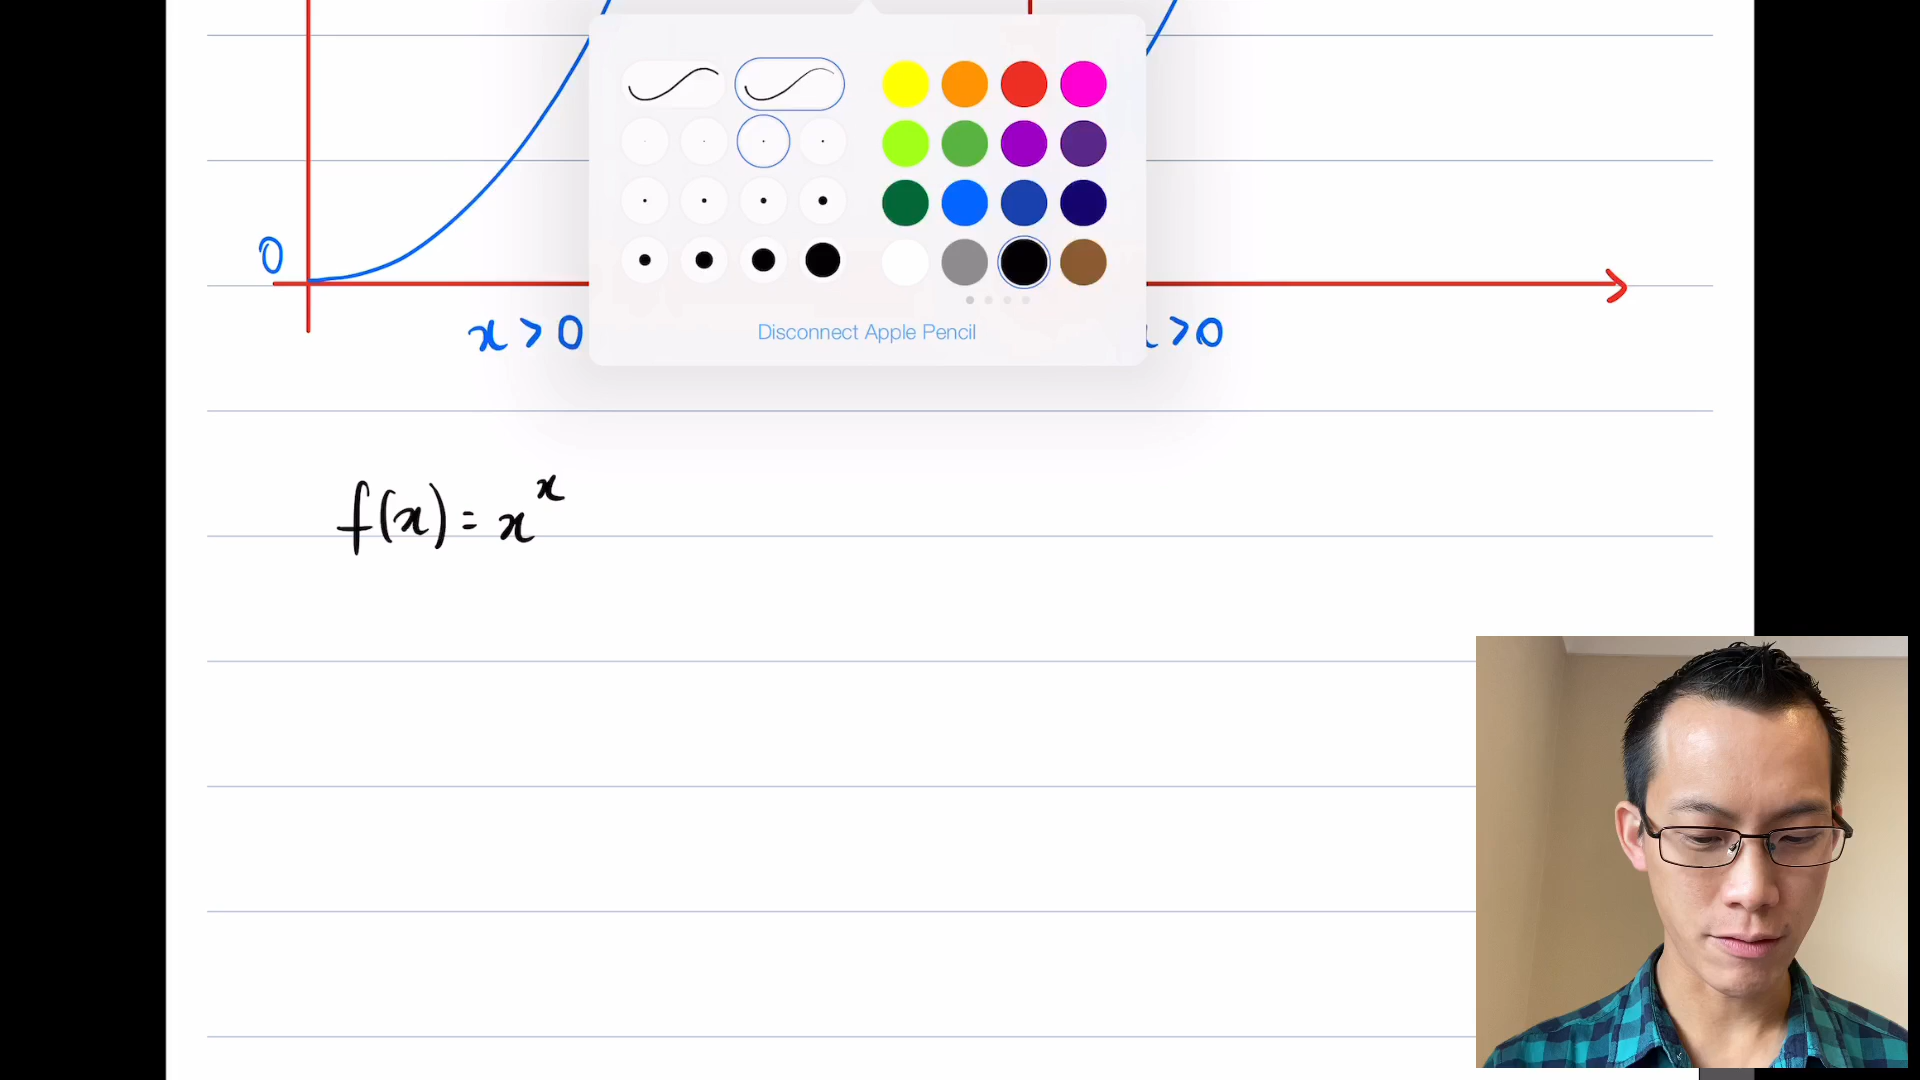 0
x > 0
>0
Disconnect Apple Pencil
f(x) = x^x